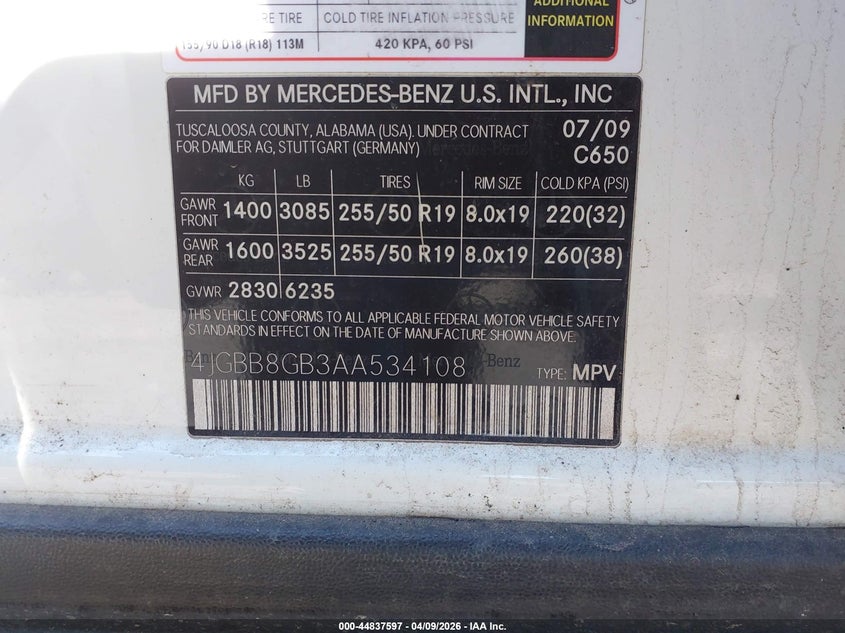 ADDITIONAL
RE TIRE COLD TIRE INFLATION PRESSURE INFORMATION
155/90 D18 (R18) 113M 420 KPA, 60 PSI
MFD BY MERCEDES-BENZ U.S. INTL., INC
TUSCALOOSA COUNTY, ALABAMA (USA). UNDER CONTRACT 07/09
FOR DAIMLER AG, STUTTGART (GERMANY) C650
KG LB TIRES RIM SIZE COLD KPA (PSI)
GAWR FRONT 1400 3085 255/50 R19 8.0x19 220(32)
GAWR REAR 1600 3525 255/50 R19 8.0x19 260(38)
GVWR 2830 6235
THIS VEHICLE CONFORMS TO ALL APPLICABLE FEDERAL MOTOR VEHICLE SAFETY
STANDARDS IN EFFECT ON THE DATE OF MANUFACTURE SHOWN ABOVE:
4JGBB8GB3AA534108 -Benz TYPE: MPV
000-44837597 - 04/09/2026 - IAA Inc.